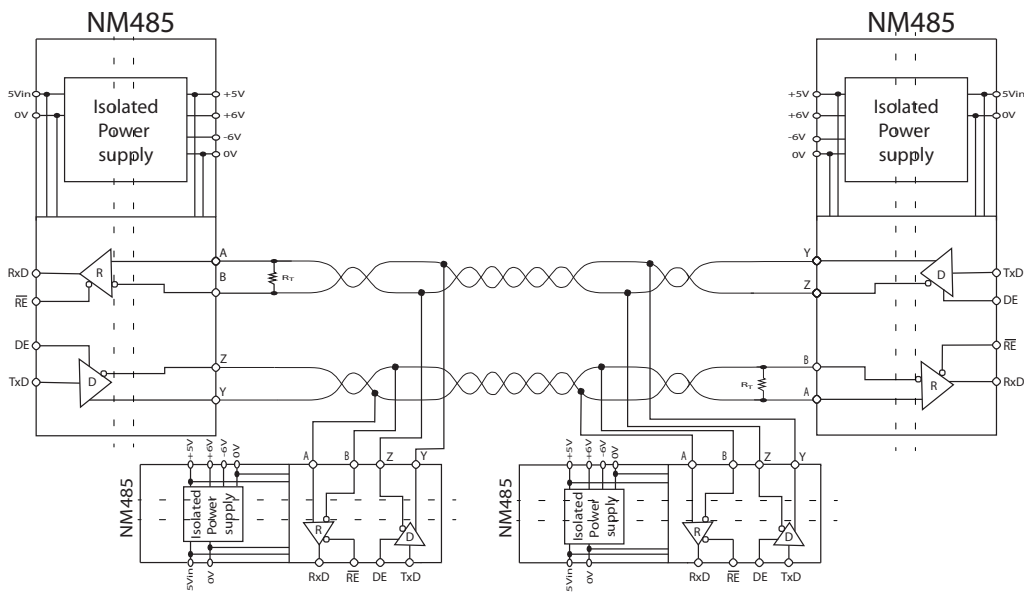 NM485
NM485
5Vin
0V
Isolated
Power
supply
+5V
+6V
-6V
0V
+5V
+6V
-6V
0V
Isolated
Power
supply
5Vin
0V
RxD
R
RE
A
B
RT
Y
Z
D
TxD
DE
DE
TxD
D
Z
Y
RT
B
A
RE
R
RxD
NM485
+5V
+6V
-6V
0V
A
B
Z
Y
Isolated
Power
supply
R
D
5Vin
0V
RxD
RE
DE
TxD
NM485
+5V
+6V
-6V
0V
A
B
Z
Y
Isolated
Power
supply
R
D
5Vin
0V
RxD
RE
DE
TxD